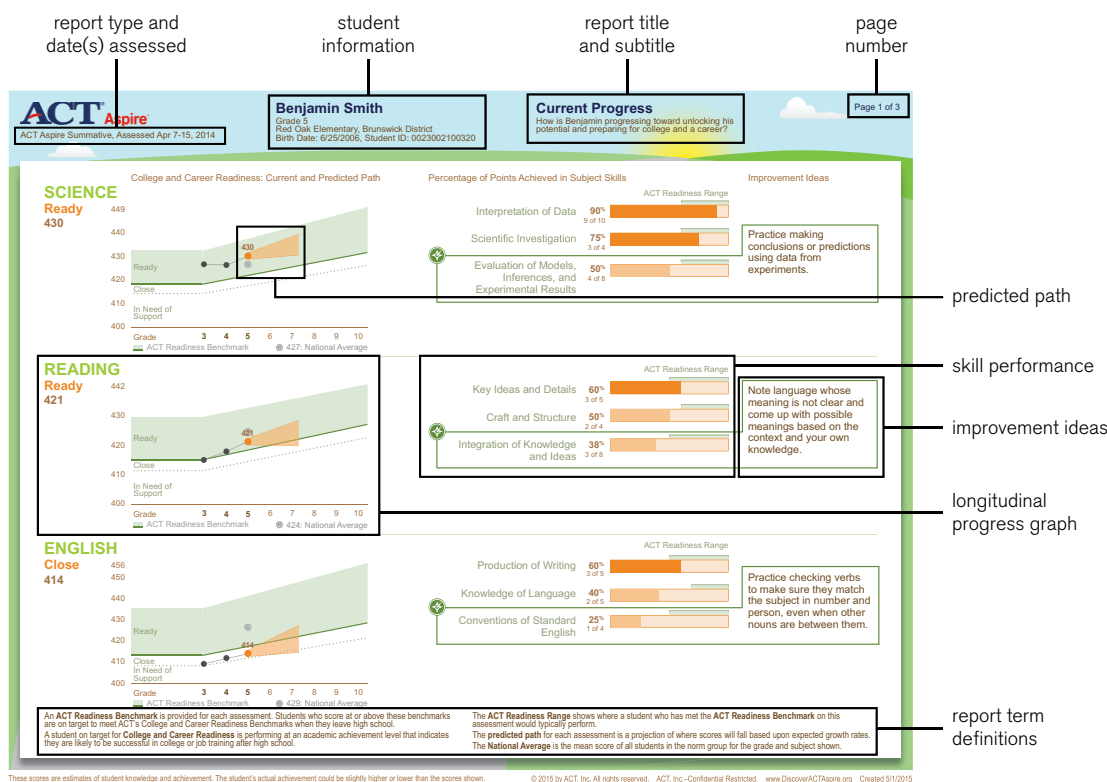 report type and
date(s) assessed
student
information
report title
and subtitle
page
number
ACT Aspire®
ACT Aspire Summative, Assessed Apr 7-15, 2014
Benjamin Smith
Grade 5
Red Oak Elementary, Brunswick District
Birth Date: 6/25/2006, Student ID: 0023002100320
Current Progress
How is Benjamin progressing toward unlocking his
potential and preparing for college and a career?
Page 1 of 3
College and Career Readiness: Current and Predicted Path
Percentage of Points Achieved in Subject Skills
Improvement Ideas
SCIENCE
Ready
430
449
440
430
420
410
400
Ready
Close
In Need of
Support
430
Grade 3 4 5 6 7 8 9 10
ACT Readiness Benchmark
427: National Average
ACT Readiness Range
Interpretation of Data
90%
9 of 10
Scientific Investigation
75%
3 of 4
Evaluation of Models,
Inferences, and
Experimental Results
50%
4 of 8
Practice making
conclusions or predictions
using data from
experiments.
predicted path
READING
Ready
421
442
430
420
410
400
Ready
Close
In Need of
Support
421
Grade 3 4 5 6 7 8 9 10
ACT Readiness Benchmark
424: National Average
ACT Readiness Range
Key Ideas and Details
60%
3 of 5
Craft and Structure
50%
2 of 4
Integration of Knowledge
and Ideas
38%
3 of 8
Note language whose
meaning is not clear and
come up with possible
meanings based on the
context and your own
knowledge.
skill performance
improvement ideas
longitudinal
progress graph
ENGLISH
Close
414
456
450
440
430
420
410
400
Ready
Close
In Need of
Support
414
Grade 3 4 5 6 7 8 9 10
ACT Readiness Benchmark
429: National Average
ACT Readiness Range
Production of Writing
60%
3 of 5
Knowledge of Language
40%
2 of 5
Conventions of Standard
English
25%
1 of 4
Practice checking verbs
to make sure they match
the subject in number and
person, even when other
nouns are between them.
An ACT Readiness Benchmark is provided for each assessment. Students who score at or above these benchmarks
are on target to meet ACT's College and Career Readiness Benchmarks when they leave high school.
A student on target for College and Career Readiness is performing at an academic achievement level that indicates
they are likely to be successful in college or job training after high school.
The ACT Readiness Range shows where a student who has met the ACT Readiness Benchmark on this
assessment would typically perform.
The predicted path for each assessment is a projection of where scores will fall based upon expected growth rates.
The National Average is the mean score of all students in the norm group for the grade and subject shown.
report term
definitions
These scores are estimates of student knowledge and achievement. The student's actual achievement could be slightly higher or lower than the scores shown.
© 2015 by ACT, Inc. All rights reserved. ACT, Inc.–Confidential Restricted. www.DiscoverACTAspire.org Created 5/1/2015